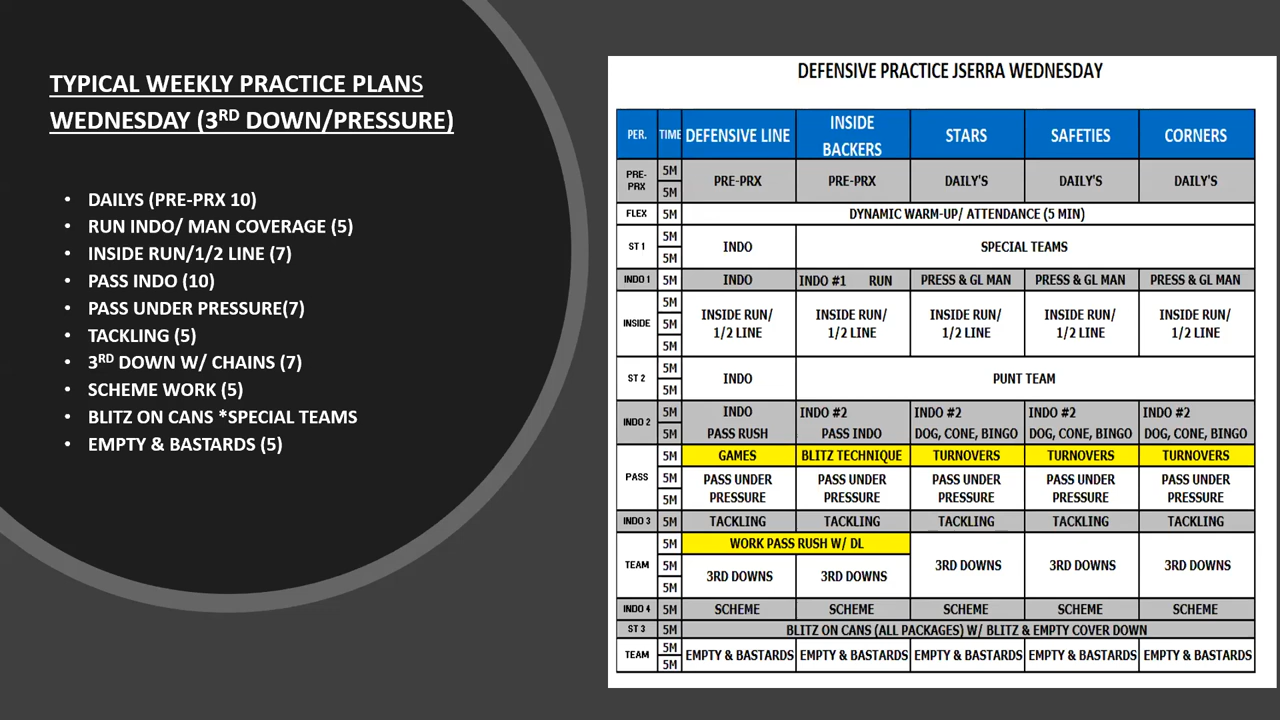 TYPICAL WEEKLY PRACTICE PLANS
WEDNESDAY (3RD DOWN/PRESSURE)
• DAILYS (PRE-PRX 10)
• RUN INDO/ MAN COVERAGE (5)
• INSIDE RUN/1/2 LINE (7)
• PASS INDO (10)
• PASS UNDER PRESSURE(7)
• TACKLING (5)
• 3RD DOWN W/ CHAINS (7)
• SCHEME WORK (5)
• BLITZ ON CANS *SPECIAL TEAMS
• EMPTY & BASTARDS (5)
DEFENSIVE PRACTICE JSERRA WEDNESDAY
PER. TIME DEFENSIVE LINE INSIDE BACKERS STARS SAFETIES CORNERS
PRE-PRX 5M 5M PRE-PRX PRE-PRX DAILY'S DAILY'S DAILY'S
FLEX 5M DYNAMIC WARM-UP/ ATTENDANCE (5 MIN)
ST 1 5M 5M INDO SPECIAL TEAMS
INDO 1 5M INDO INDO #1 RUN PRESS & GL MAN PRESS & GL MAN PRESS & GL MAN
INSIDE 5M 5M 5M INSIDE RUN/ 1/2 LINE INSIDE RUN/ 1/2 LINE INSIDE RUN/ 1/2 LINE INSIDE RUN/ 1/2 LINE INSIDE RUN/ 1/2 LINE
ST 2 5M 5M INDO PUNT TEAM
INDO 2 5M INDO INDO #2 INDO #2 INDO #2 INDO #2
5M PASS RUSH PASS INDO DOG, CONE, BINGO DOG, CONE, BINGO DOG, CONE, BINGO
PASS 5M GAMES BLITZ TECHNIQUE TURNOVERS TURNOVERS TURNOVERS
5M 5M PASS UNDER PRESSURE PASS UNDER PRESSURE PASS UNDER PRESSURE PASS UNDER PRESSURE PASS UNDER PRESSURE
INDO 3 5M TACKLING TACKLING TACKLING TACKLING TACKLING
TEAM 5M WORK PASS RUSH W/ DL
5M 5M 3RD DOWNS 3RD DOWNS 3RD DOWNS 3RD DOWNS 3RD DOWNS
INDO 4 5M SCHEME SCHEME SCHEME SCHEME SCHEME
ST 3 5M BLITZ ON CANS (ALL PACKAGES) W/ BLITZ & EMPTY COVER DOWN
TEAM 5M 5M EMPTY & BASTARDS EMPTY & BASTARDS EMPTY & BASTARDS EMPTY & BASTARDS EMPTY & BASTARDS